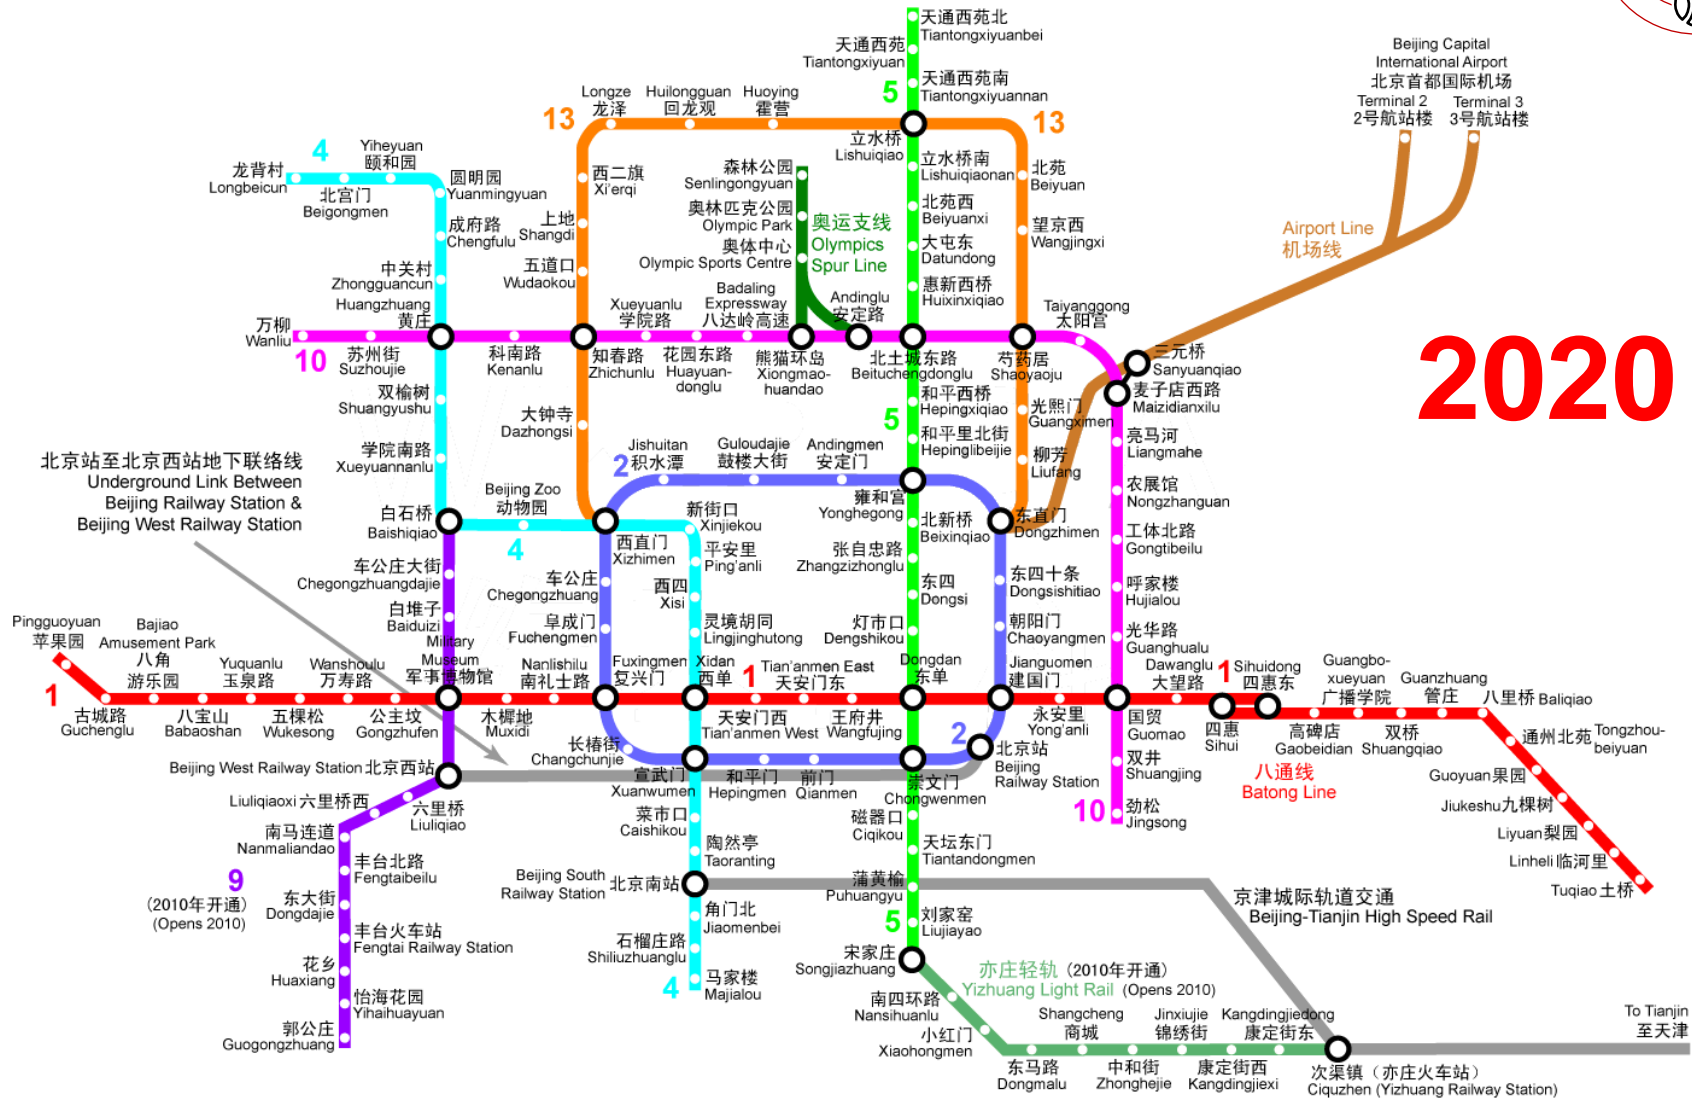 天通西苑北
Tiantongxiyuanbei
天通西苑
Tiantongxiyuan
天通西苑南
Tiantongxiyuannan
5
Beijing Capital
International Airport
北京首都国际机场
Terminal 2
2号航站楼
Terminal 3
3号航站楼
Longze
龙泽
Huilongguan
回龙观
Huoying
霍营
13
13
立水桥
Lishuiqiao
4
Yiheyuan
颐和园
龙背村
Longbeicun
北宫门
Beigongmen
圆明园
Yuanmingyuan
西二旗
Xi'erqi
森林公园
Senlingongyuan
立水桥南
Lishuiqiaonan
北苑
Beiyuan
成府路
Chengfulu
上地
Shangdi
奥林匹克公园
Olympic Park
奥运支线
Olympics
Spur Line
北苑西
Beiyuanxi
望京西
Wangjingxi
Airport Line
机场线
奥体中心
Olympic Sports Centre
大屯东
Datundong
中关村
Zhongguancun
五道口
Wudaokou
惠新西桥
Huixinxiqiao
Huangzhuang
黄庄
Xueyuanlu
学院路
Badaling
Expressway
八达岭高速
Andinglu
安定路
Taiyanggong
太阳宫
万柳
Wanliu
10
苏州街
Suzhoujie
科南路
Kenanlu
知春路
Zhichunlu
花园东路
Huayuan-
donglu
熊猫环岛
Xiongmao-
huandao
北土城东路
Beituchengdonglu
芍药居
Shaoyaoju
三元桥
Sanyuanqiao
2020
麦子店西路
Maizidianxilu
双榆树
Shuangyushu
大钟寺
Dazhongsi
5
和平西桥
Hepingxiqiao
光熙门
Guangximen
和平里北街
Hepinglibeijie
亮马河
Liangmahe
学院南路
Xueyuannanlu
2
Jishuitan
积水潭
Guloudajie
鼓楼大街
Andingmen
安定门
柳芳
Liufang
北京站至北京西站地下联络线
Underground Link Between
Beijing Railway Station &
Beijing West Railway Station
农展馆
Nongzhanguan
Beijing Zoo
动物园
雍和宫
Yonghegong
白石桥
Baishiqiao
4
西直门
Xizhimen
新街口
Xinjiekou
北新桥
Beixinqiao
东直门
Dongzhimen
工体北路
Gongtibeilu
平安里
Ping'anli
张自忠路
Zhangzizhonglu
车公庄大街
Chegongzhuangdajie
车公庄
Chegongzhuang
西四
Xisi
东四
Dongsi
东四十条
Dongsishitiao
呼家楼
Hujialou
白堆子
Baiduizi
阜成门
Fuchengmen
灵境胡同
Lingjinghutong
灯市口
Dengshikou
朝阳门
Chaoyangmen
光华路
Guanghualu
Pingguoyuan
苹果园
1
Bajiao
Amusement Park
八角
游乐园
Yuquanlu
玉泉路
Wanshoulu
万寿路
Military
Museum
军事博物馆
Nanlishilu
南礼士路
Fuxingmen
复兴门
Xidan
西单
1
Tian'anmen East
天安门东
Dongdan
东单
Jianguomen
建国门
Dawanglu
大望路
1
Sihuidong
四惠东
Guangbo-
xueyuan
广播学院
Guanzhuang
管庄
八里桥 Baliqiao
古城路
Guchenglu
八宝山
Babaoshan
五棵松
Wukesong
公主坟
Gongzhufen
木樨地
Muxidi
天安门西
Tian'anmen West
王府井
Wangfujing
永安里
Yong'anli
国贸
Guomao
四惠
Sihui
高碑店
Gaobeidian
双桥
Shuangqiao
通州北苑
Tongzhou-
beiyuan
长椿街
Changchunjie
2
北京站
Beijing
Railway Station
双井
Shuangjing
八通线
Batong Line
Guoyuan果园
Beijing West Railway Station 北京西站
宣武门
Xuanwumen
和平门
Hepingmen
前门
Qianmen
崇文门
Chongwenmen
Liuliqiaoxi 六里桥西
六里桥
Liuliqiao
10
劲松
Jingsong
Jiukeshu九棵树
南马连道
Nanmaliandao
菜市口
Caishikou
磁器口
Ciqikou
Liyuan梨园
丰台北路
Fengtaibeilu
陶然亭
Taoranting
天坛东门
Tiantandongmen
Linheli临河里
9
(2010年开通)
(Opens 2010)
Beijing South
Railway Station
北京南站
蒲黄榆
Puhuangyu
Tuqiao土桥
东大街
Dongdajie
角门北
Jiaomenbei
5
刘家窑
Liujiayao
京津城际轨道交通
Beijing-Tianjin High Speed Rail
丰台火车站
Fengtai Railway Station
石榴庄路
Shiliuzhuanglu
宋家庄
Songjiazhuang
花乡
Huaxiang
4
马家楼
Majialou
亦庄轻轨 (2010年开通)
Yizhuang Light Rail (Opens 2010)
怡海花园
Yihaihuayuan
南四环路
Nansihuanlu
Shangcheng
商城
Jinxiujie
锦绣街
Kangdingjiedong
康定街东
To Tianjin
至天津
郭公庄
Guogongzhuang
小红门
Xiaohongmen
东马路
Dongmalu
中和街
Zhonghejie
康定街西
Kangdingjiexi
次渠镇（亦庄火车站）
Ciquzhen (Yizhuang Railway Station)